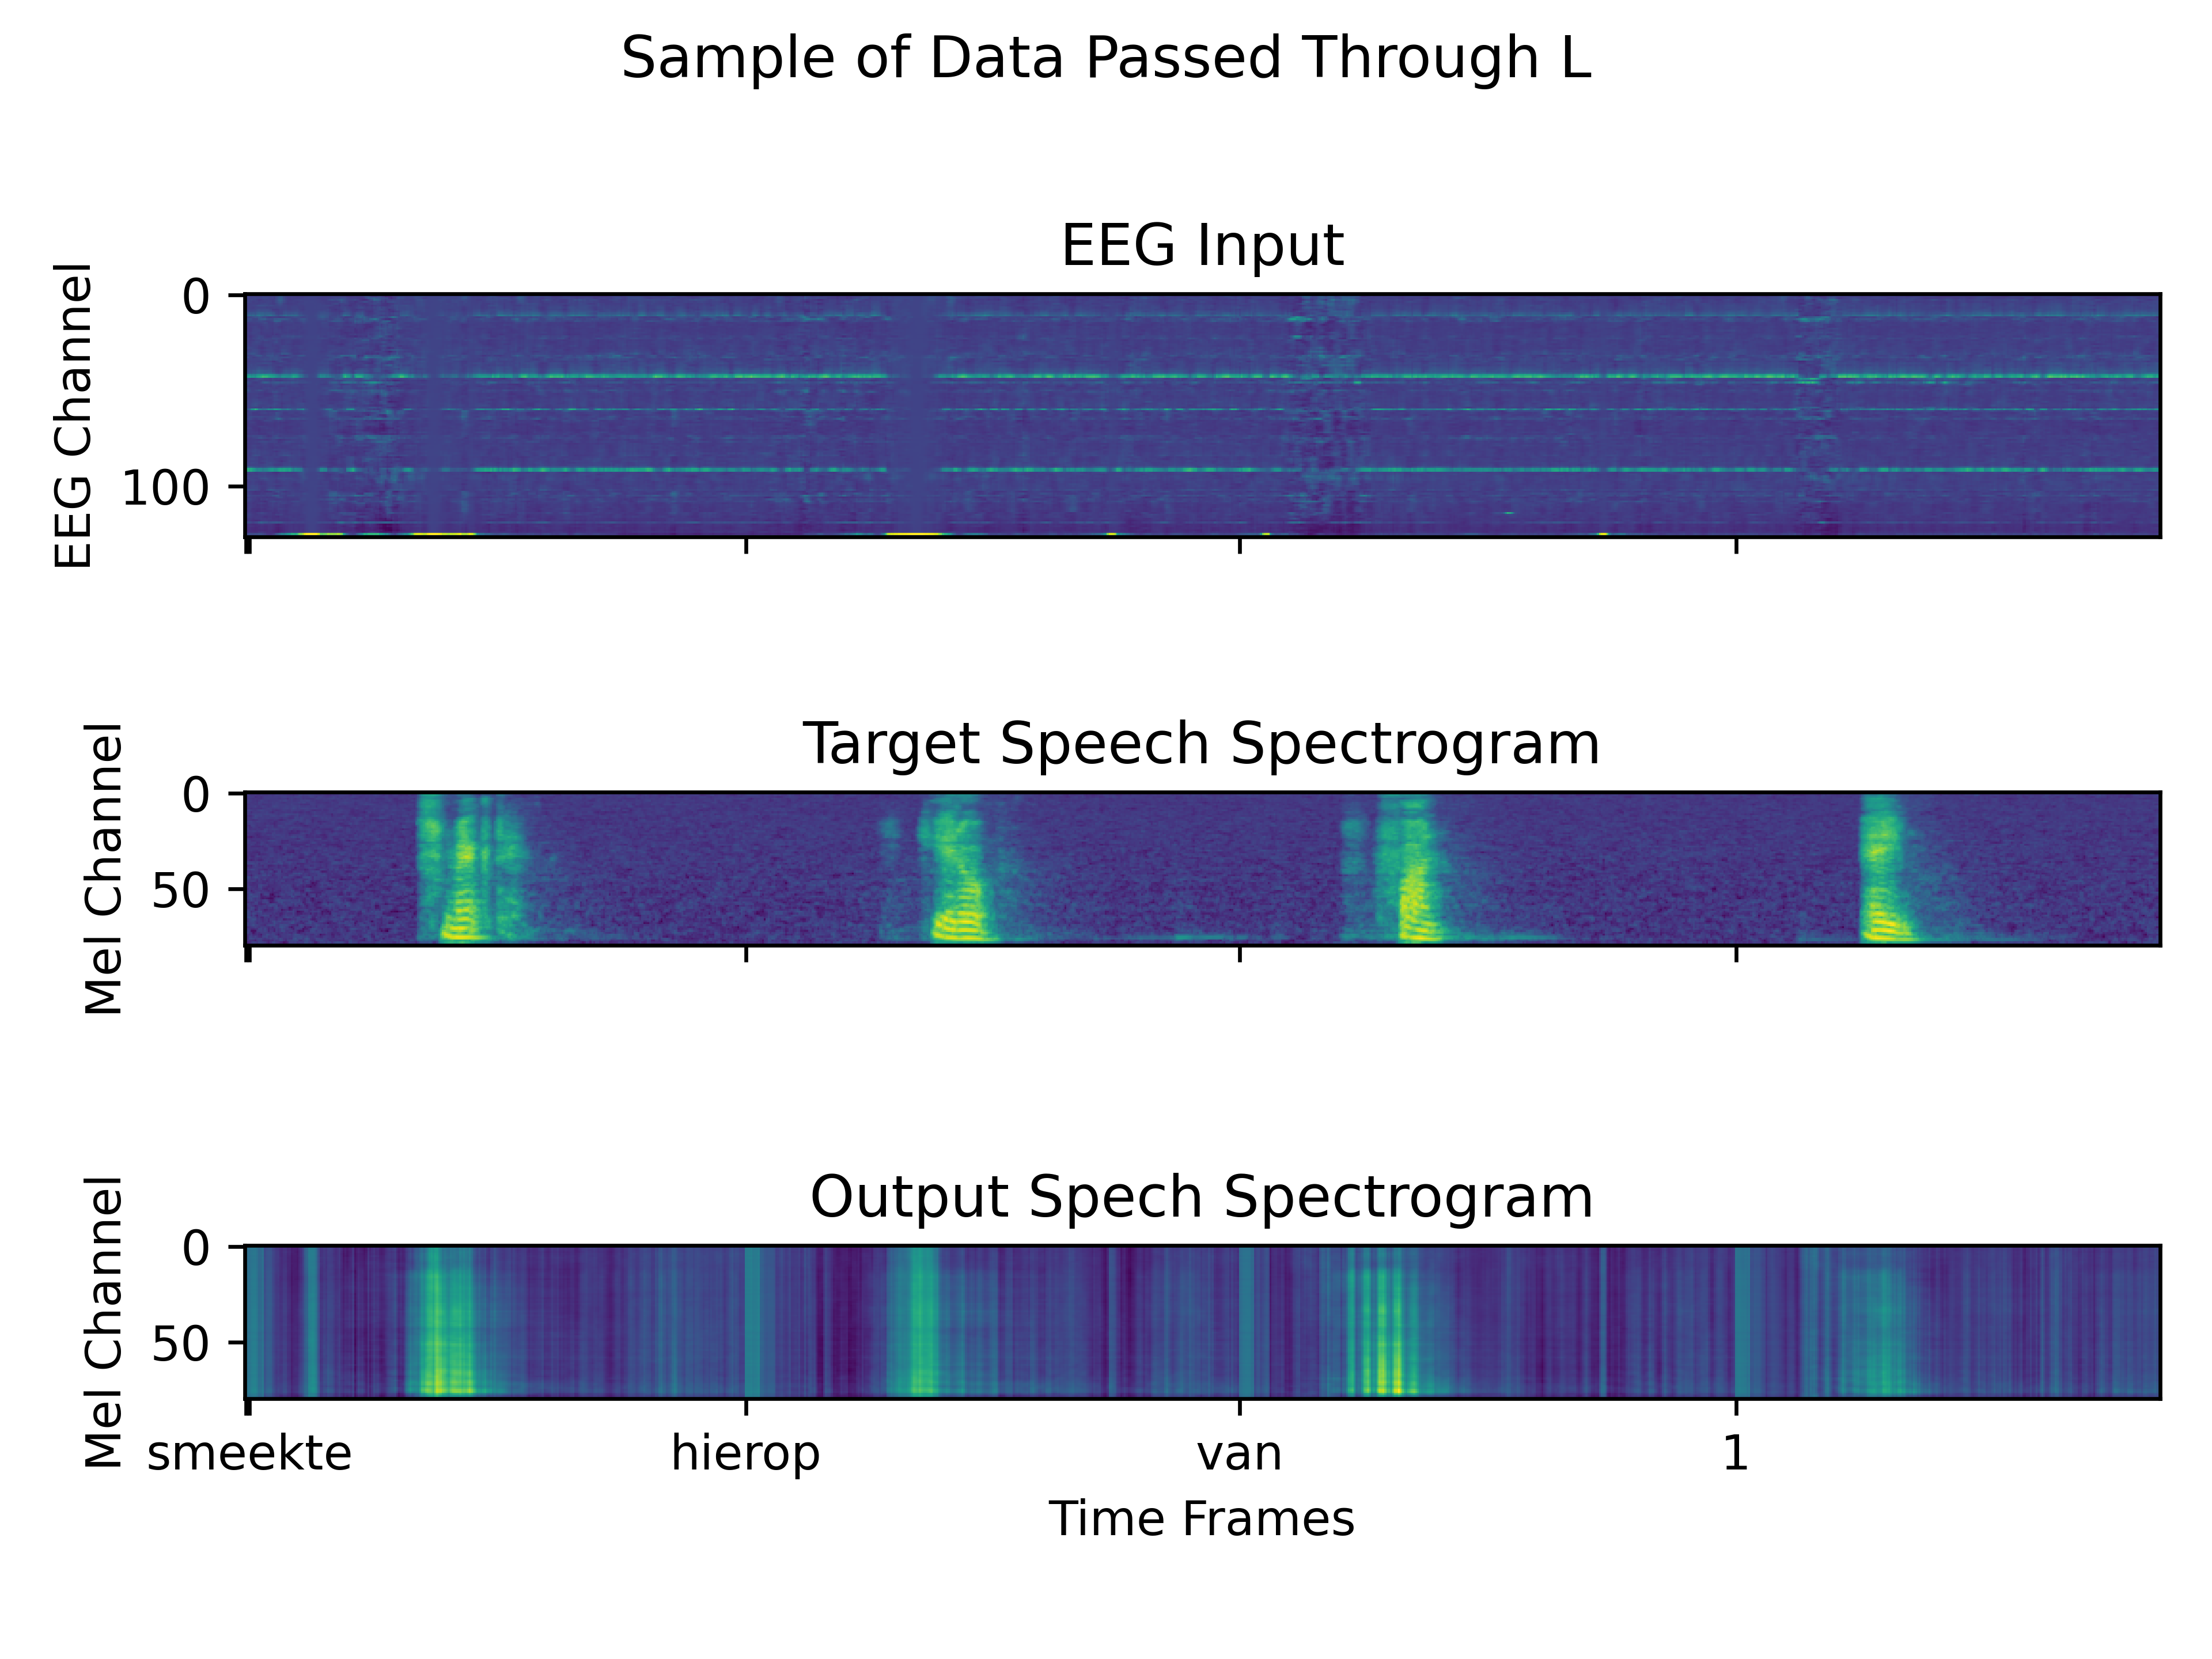 Sample of Data Passed Through L
EEG Input
EEG Channel
0
100
Target Speech Spectrogram
Mel Channel
0
50
Output Spech Spectrogram
Mel Channel
0
50
smeekte hierop van 1
Time Frames